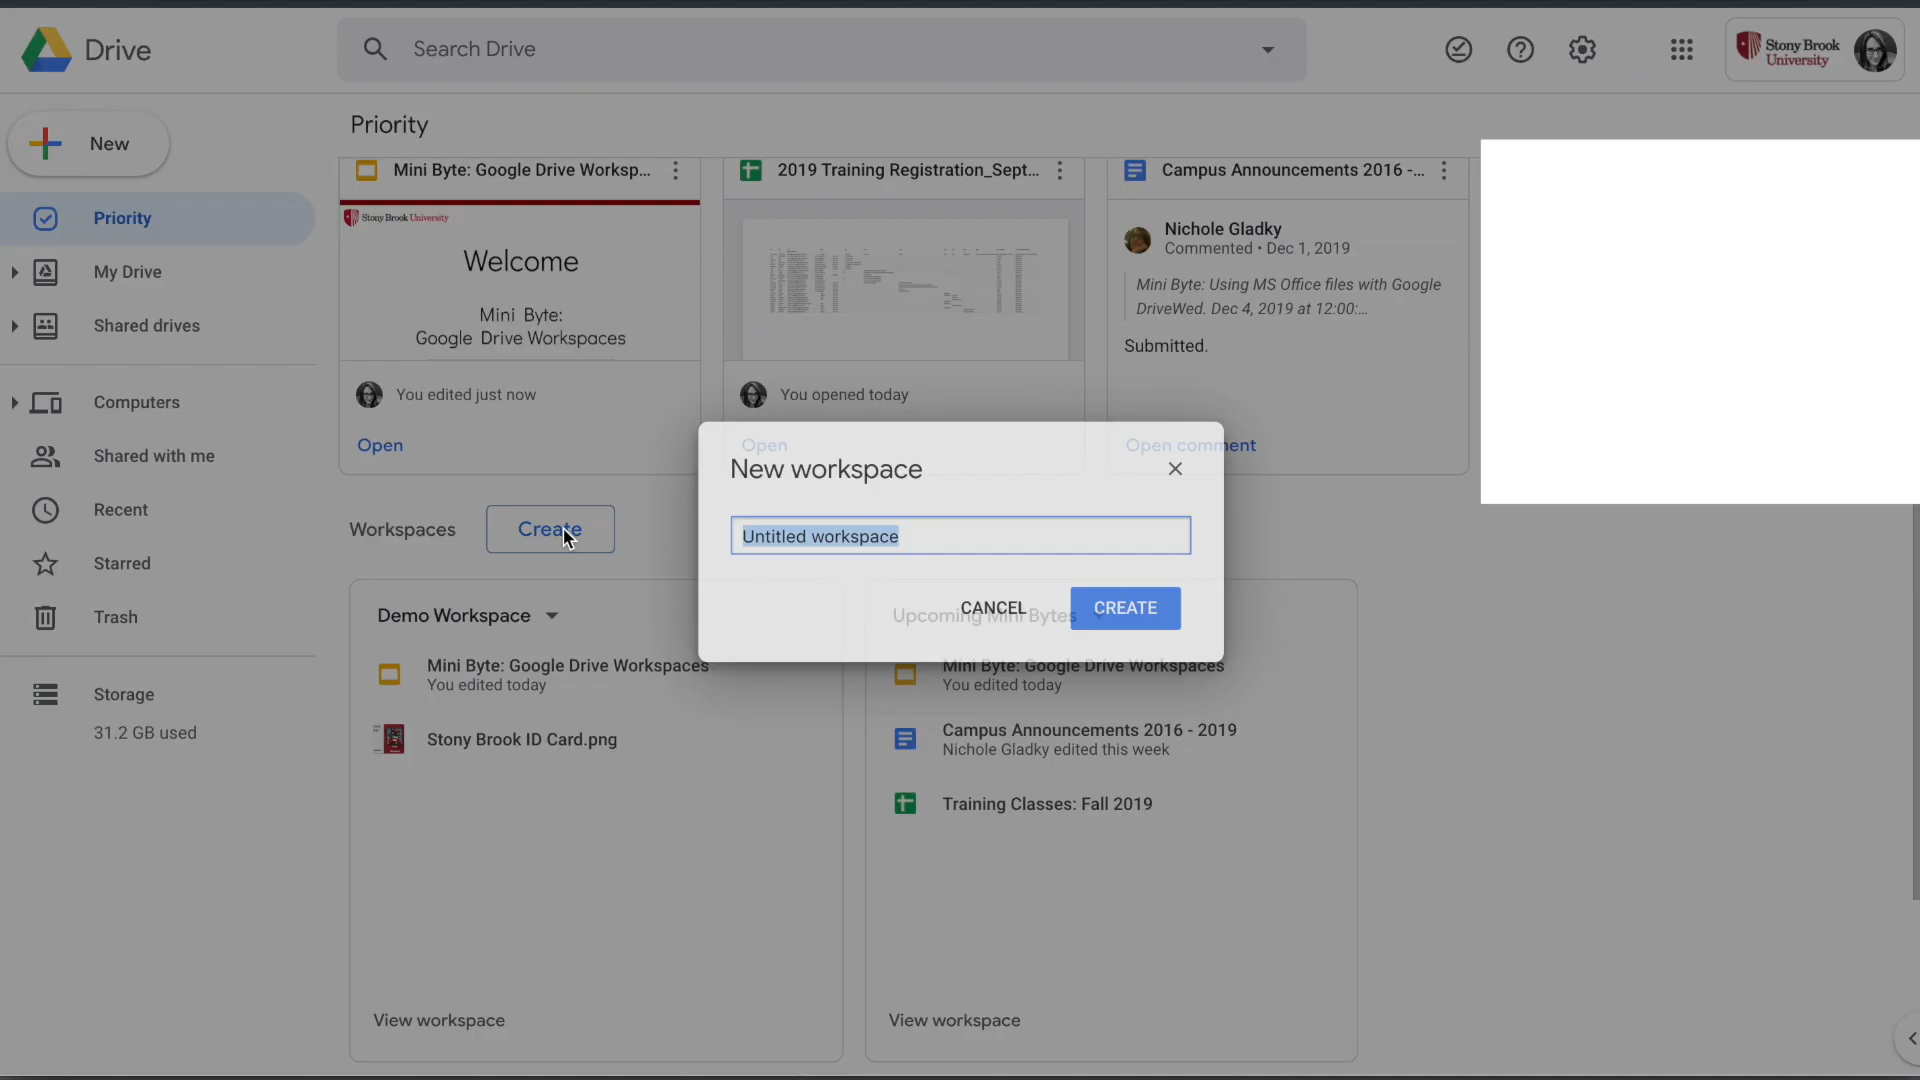 Drive
Search Drive
Stony Brook
University
New
Priority
My Drive
Shared drives
Computers
Shared with me
Recent
Starred
Trash
Storage
31.2 GB used
Priority
Mini Byte: Google Drive Worksp...
Stony Brook University
Welcome
Mini Byte:
Google Drive Workspaces
You edited just now
Open
2019 Training Registration_Sept...
You opened today
Open
Campus Announcements 2016 -...
Nichole Gladky
Commented • Dec 1, 2019
Mini Byte: Using MS Office files with Google
DriveWed. Dec 4, 2019 at 12:00:...
Submitted.
Open comment
Workspaces
Create
New workspace
Untitled workspace
CANCEL
CREATE
Demo Workspace
Mini Byte: Google Drive Workspaces
You edited today
Stony Brook ID Card.png
View workspace
Upcoming Mini Bytes
Mini Byte: Google Drive Workspaces
You edited today
Campus Announcements 2016 - 2019
Nichole Gladky edited this week
Training Classes: Fall 2019
View workspace